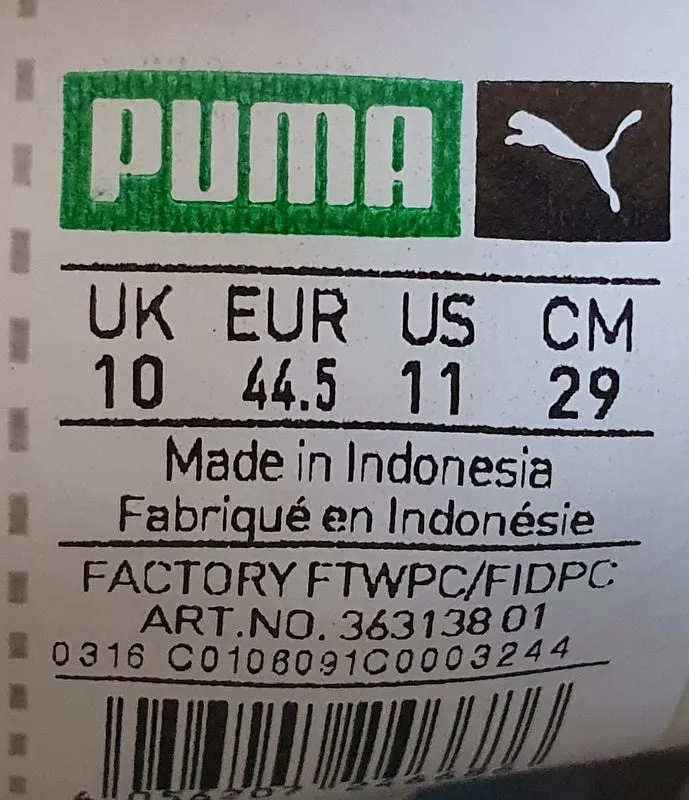 PUMA
UK EUR US CM
10 44.5 11 29
Made in Indonesia
Fabriqué en Indonésie
FACTORY FTWPC/FIDPC
ART.NO. 363138 01
0316 C0106091C0003244